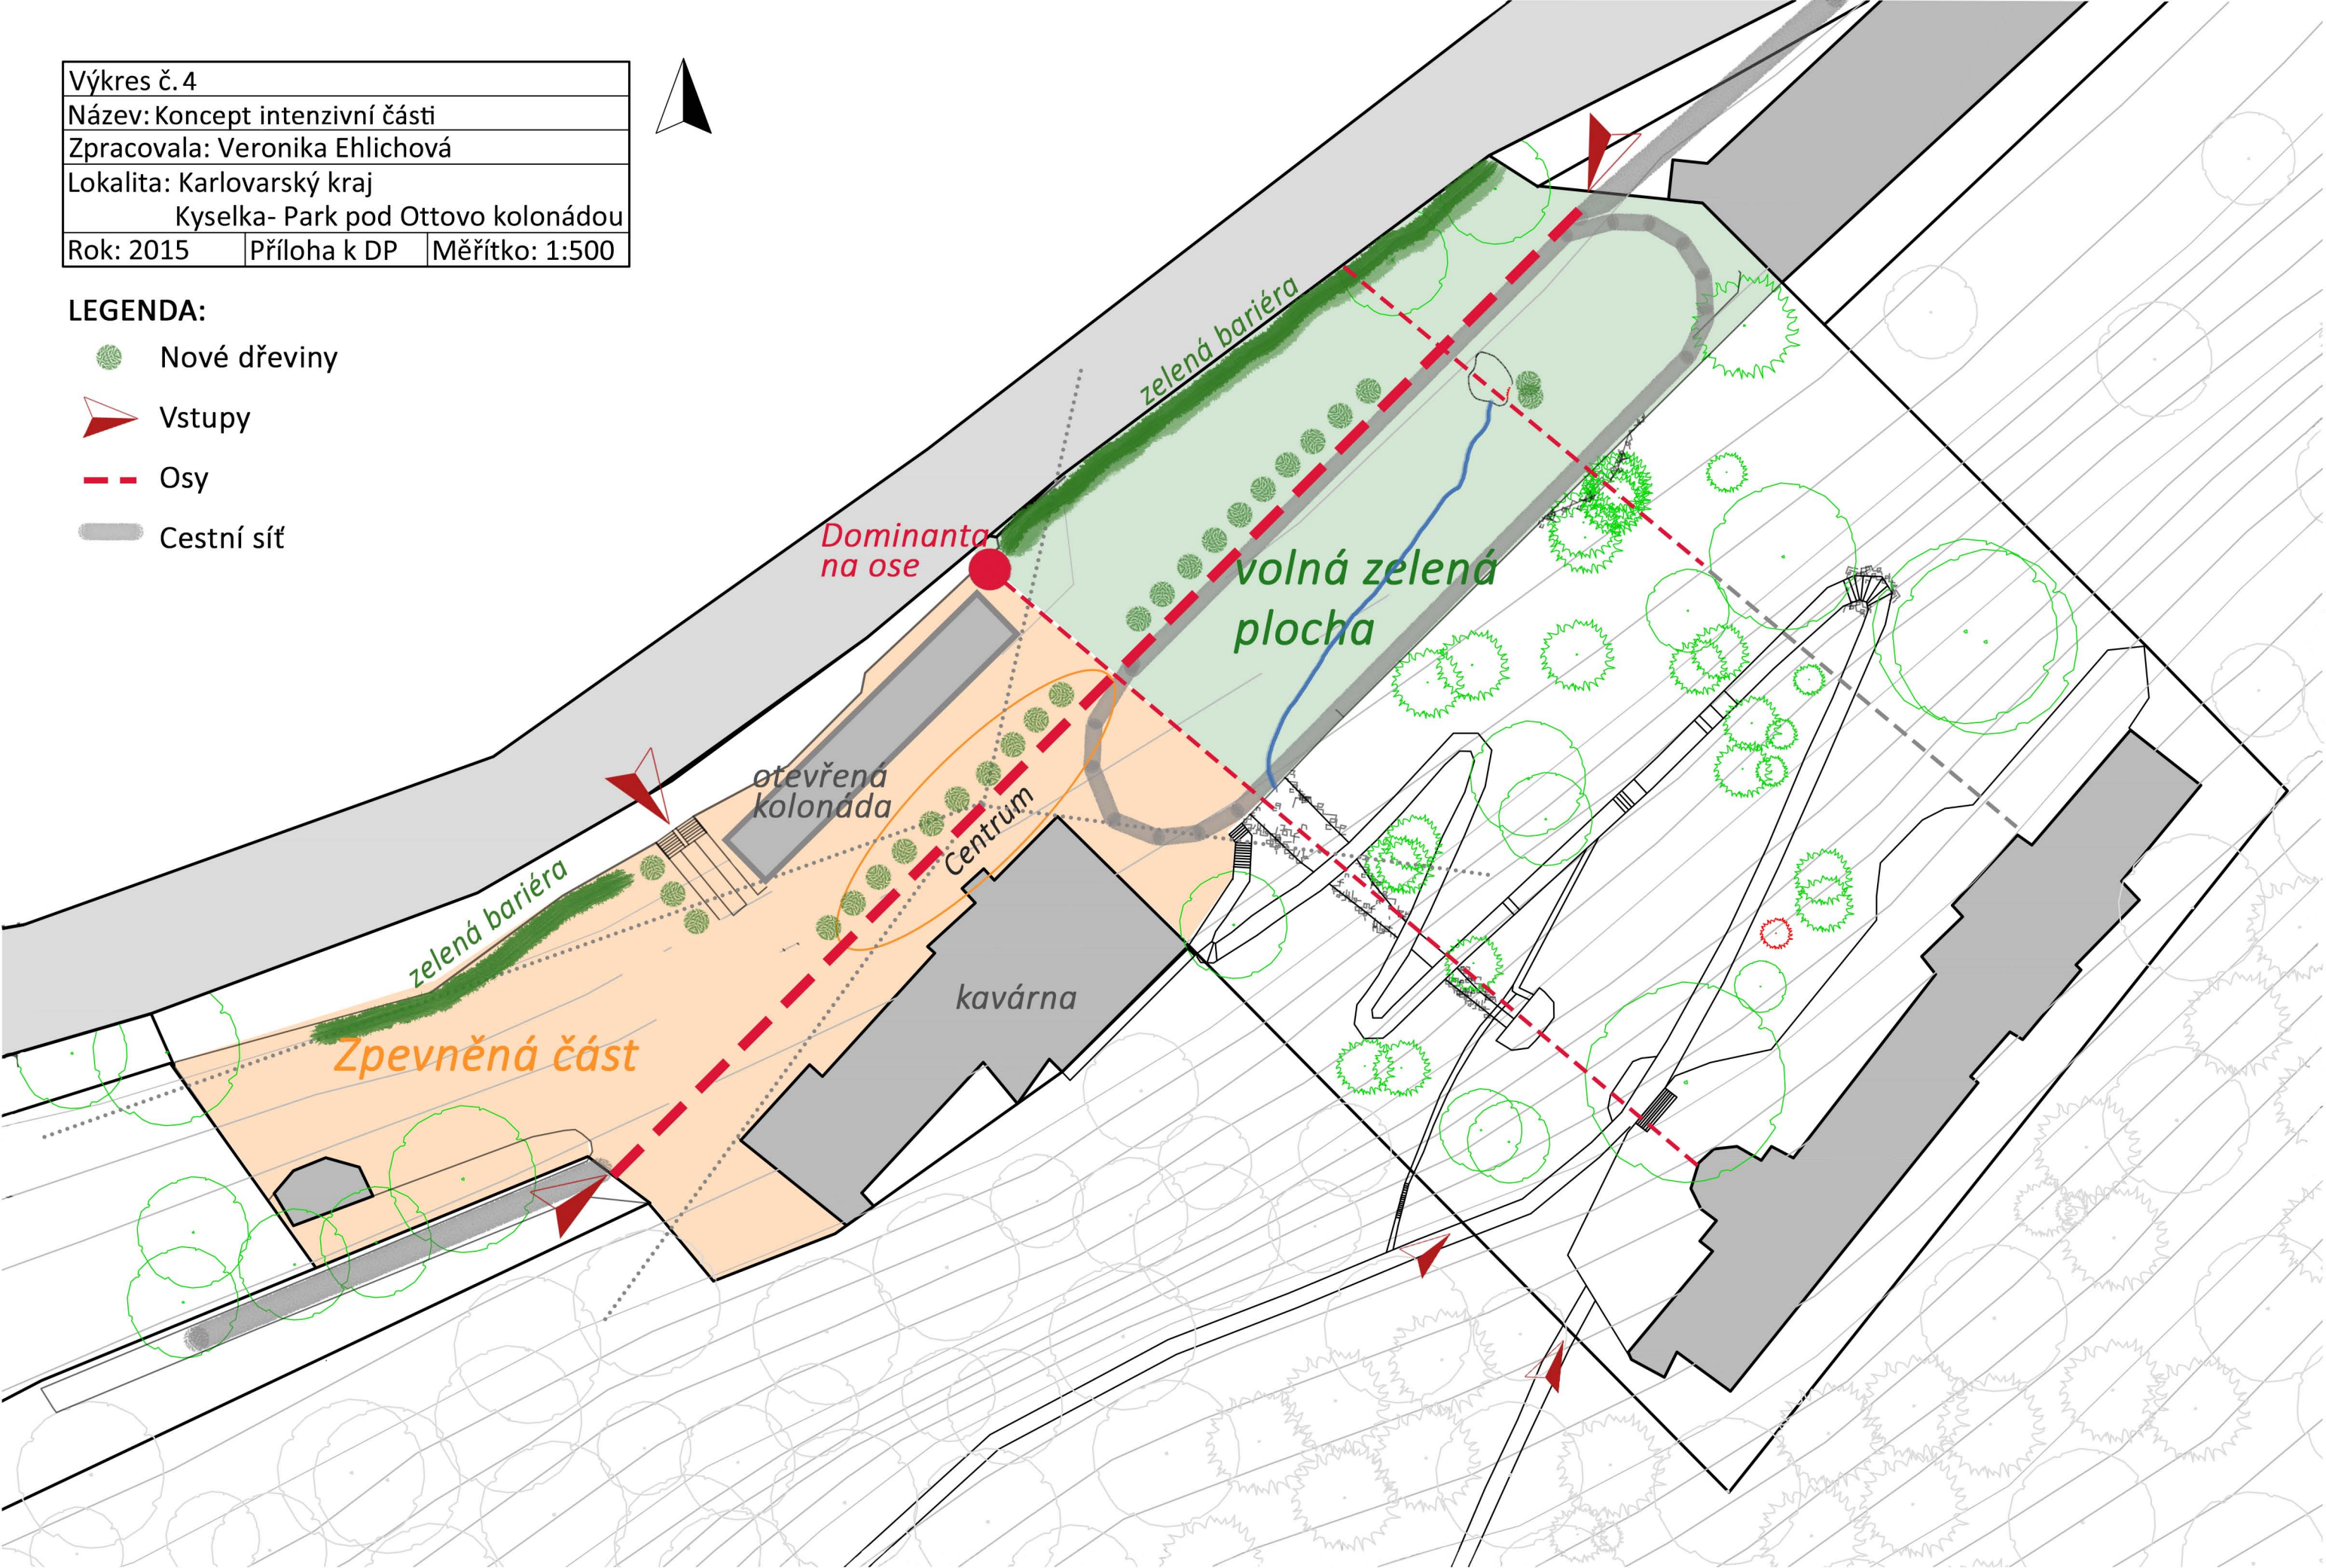 Výkres č.4
Název: Koncept intenzivní části
Zpracovala: Veronika Ehlichová
Lokalita: Karlovarský kraj
Kyselka- Park pod Ottovo kolonádou
Rok: 2015 Příloha k DP Měřítko: 1:500
LEGENDA:
Nové dřeviny
Vstupy
Osy
Cestní síť
zelená bariéra
Dominanta
na ose
volná zelená
plocha
otevřená
kolonáda
Centrum
zelená bariéra
kavárna
Zpevněná část